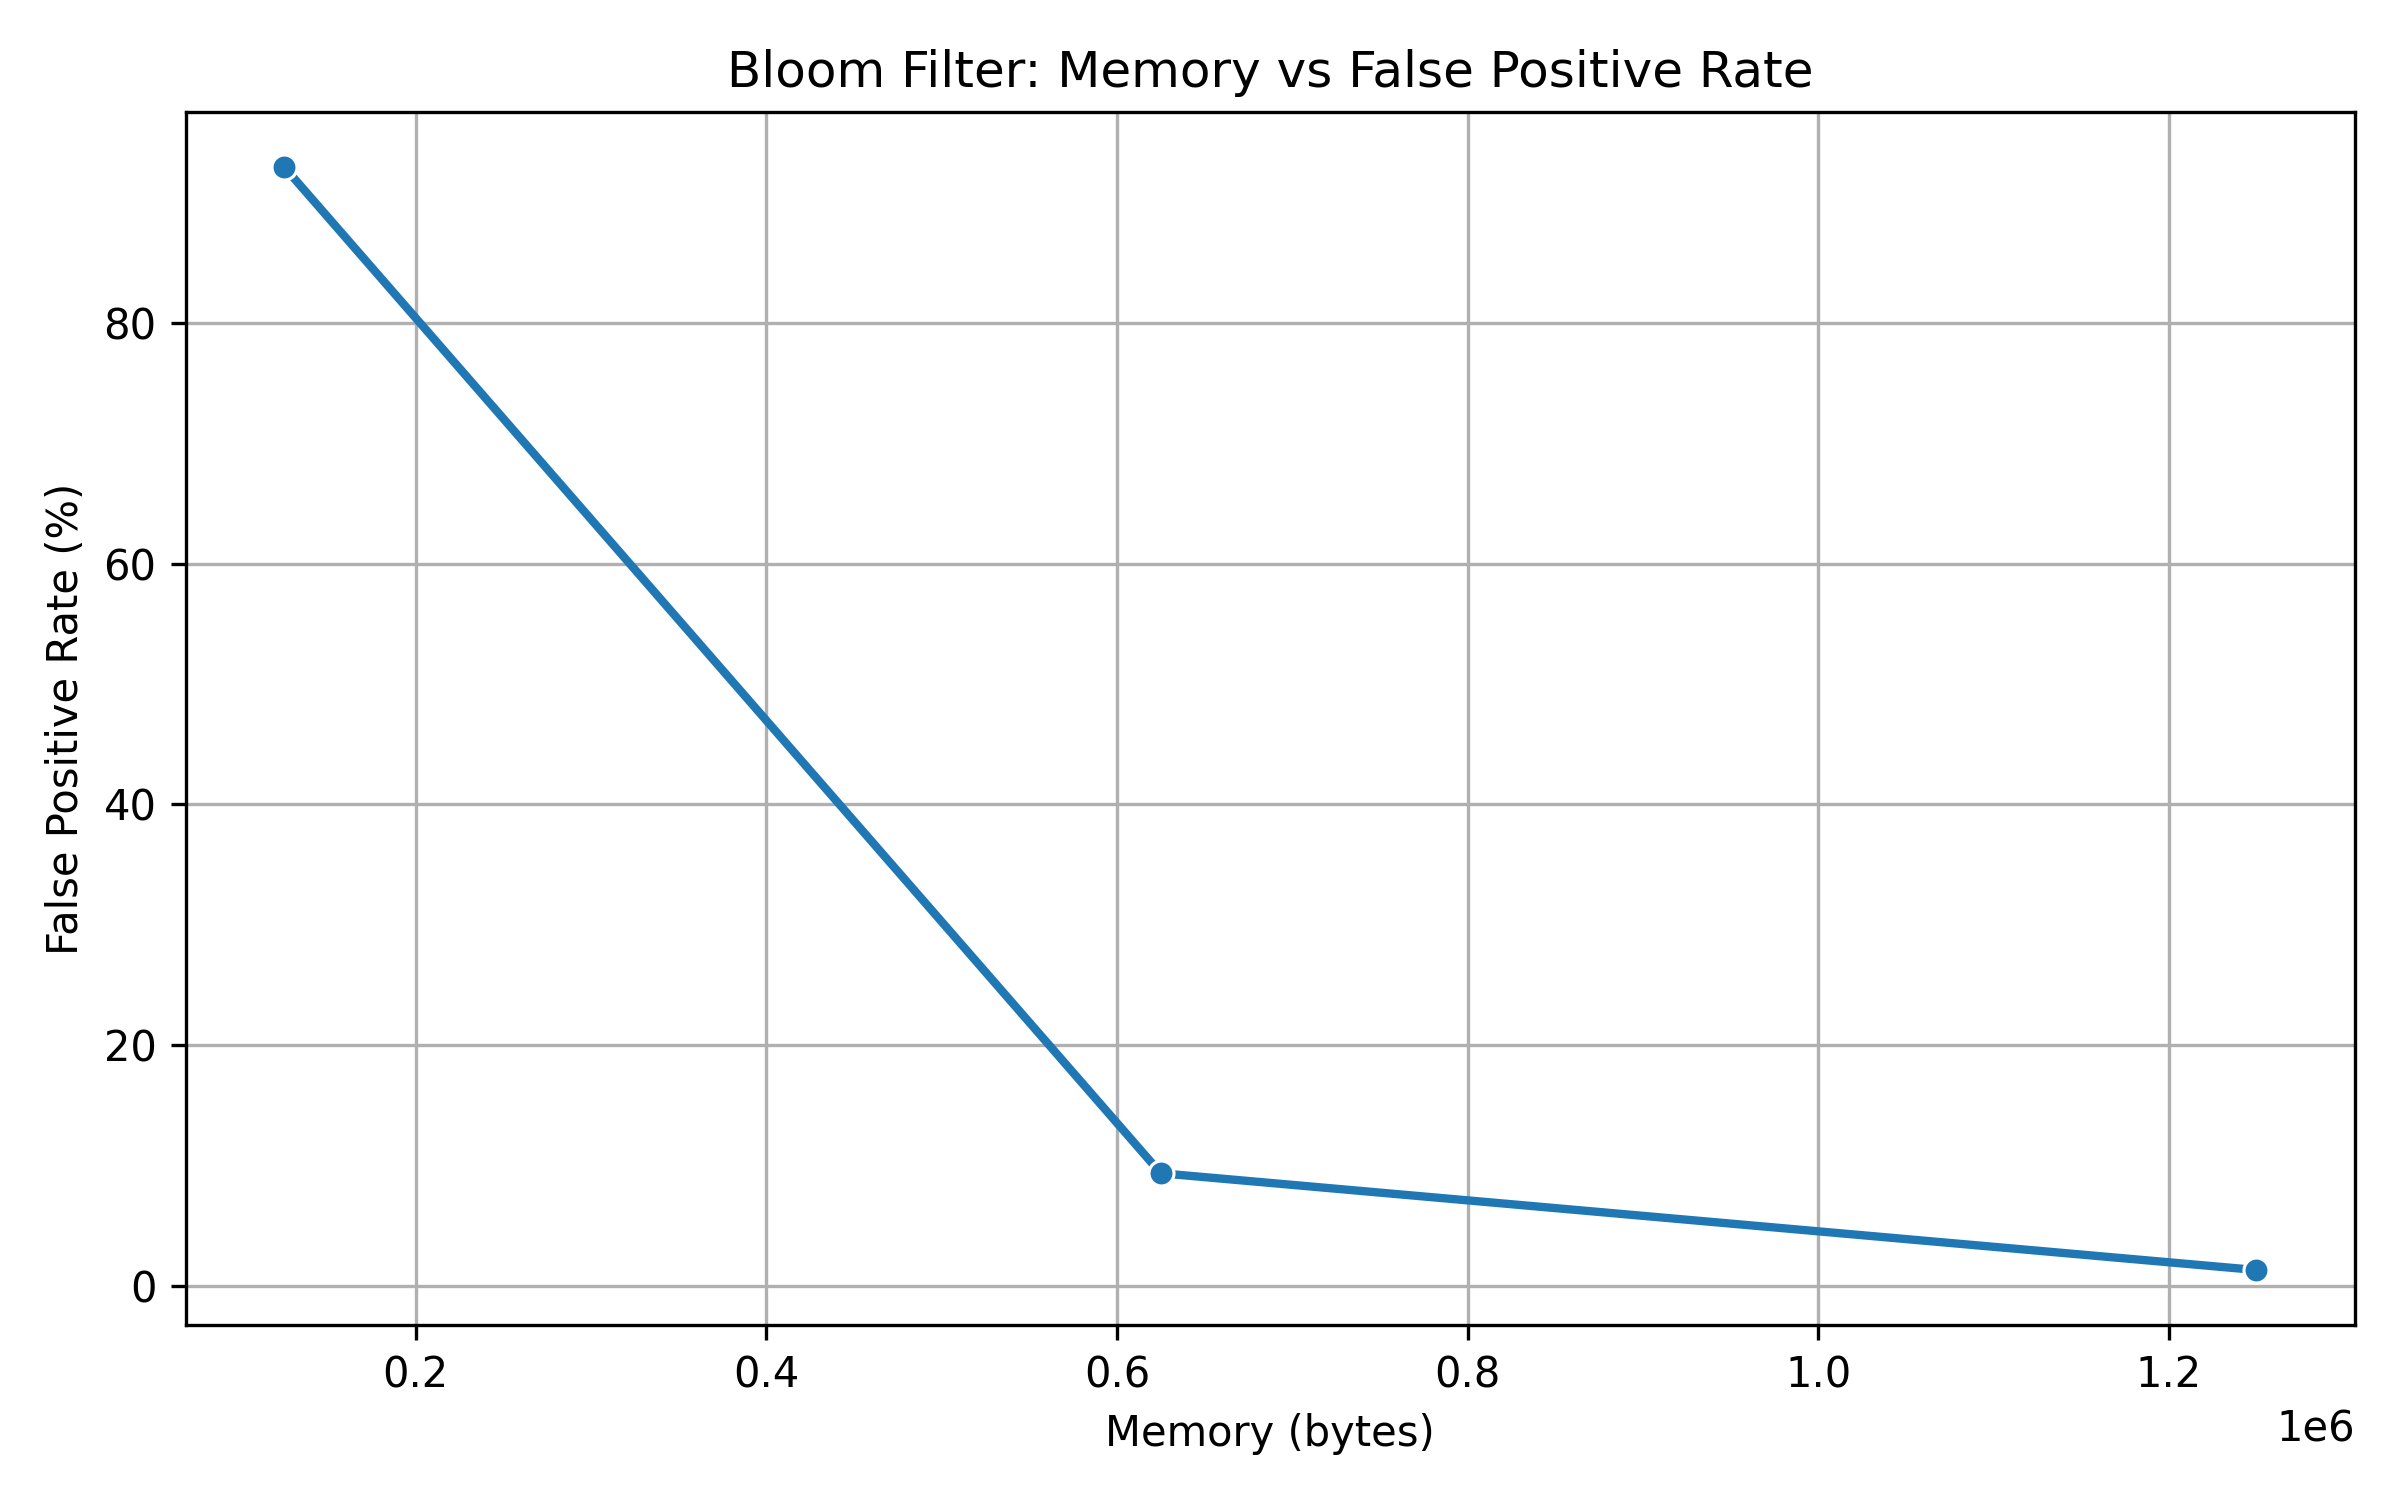 Bloom Filter: Memory vs False Positive Rate
False Positive Rate (%)
80
60
40
20
0
0.2 0.4 0.6 0.8 1.0 1.2
1e6
Memory (bytes)